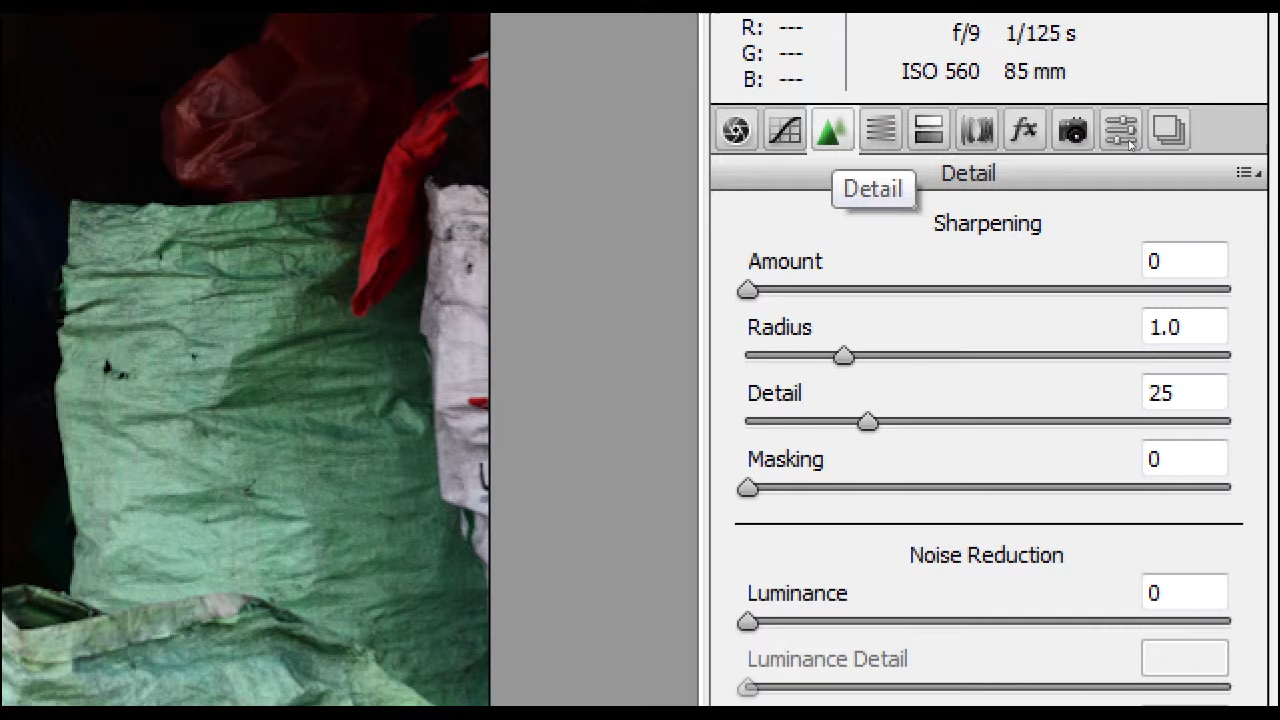 R: ---
f/9 1/125 s
G: ---
ISO 560 85 mm
B: ---
fx
Detail
Detail
Sharpening
Amount 0
Radius 1.0
Detail 25
Masking 0
Noise Reduction
Luminance 0
Luminance Detail